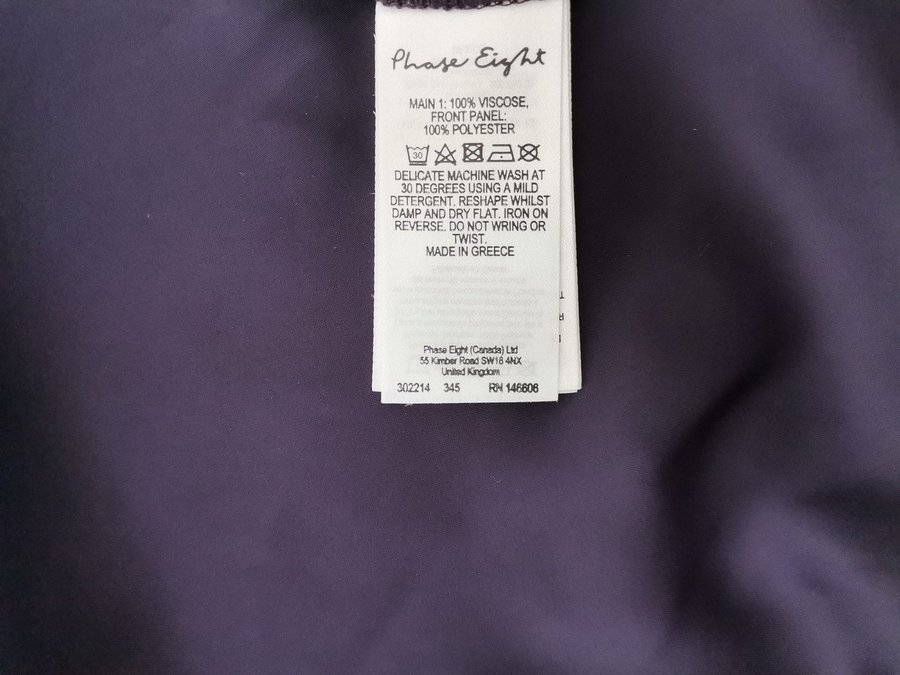 Phase Eight
MAIN 1: 100% VISCOSE,
FRONT PANEL:
100% POLYESTER
30
DELICATE MACHINE WASH AT
30 DEGREES USING A MILD
DETERGENT. RESHAPE WHILST
DAMP AND DRY FLAT. IRON ON
REVERSE. DO NOT WRING OR
TWIST.
MADE IN GREECE
Phase Eight (Canada) Ltd
55 Kimber Road SW18 4NX
United Kingdom
302214 345 RN 146606